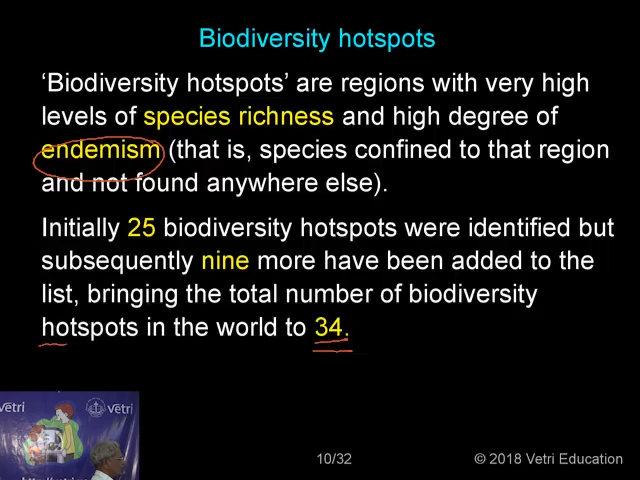 Biodiversity hotspots
‘Biodiversity hotspots’ are regions with very high
levels of species richness and high degree of
endemism (that is, species confined to that region
and not found anywhere else).
Initially 25 biodiversity hotspots were identified but
subsequently nine more have been added to the
list, bringing the total number of biodiversity
hotspots in the world to 34.
Vetri Vetri
10/32 © 2018 Vetri Education